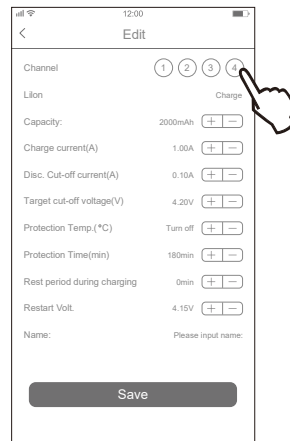 12:00
Edit
Channel 1 2 3 4
LiIon Charge
Capacity: 2000mAh + −
Charge current(A) 1.00A + −
Disc. Cut-off current(A) 0.10A + −
Target cut-off voltage(V) 4.20V + −
Protection Temp.(°C) Turn off + −
Protection Time(min) 180min + −
Rest period during charging 0min + −
Restart Volt. 4.15V + −
Name: Please input name:
Save